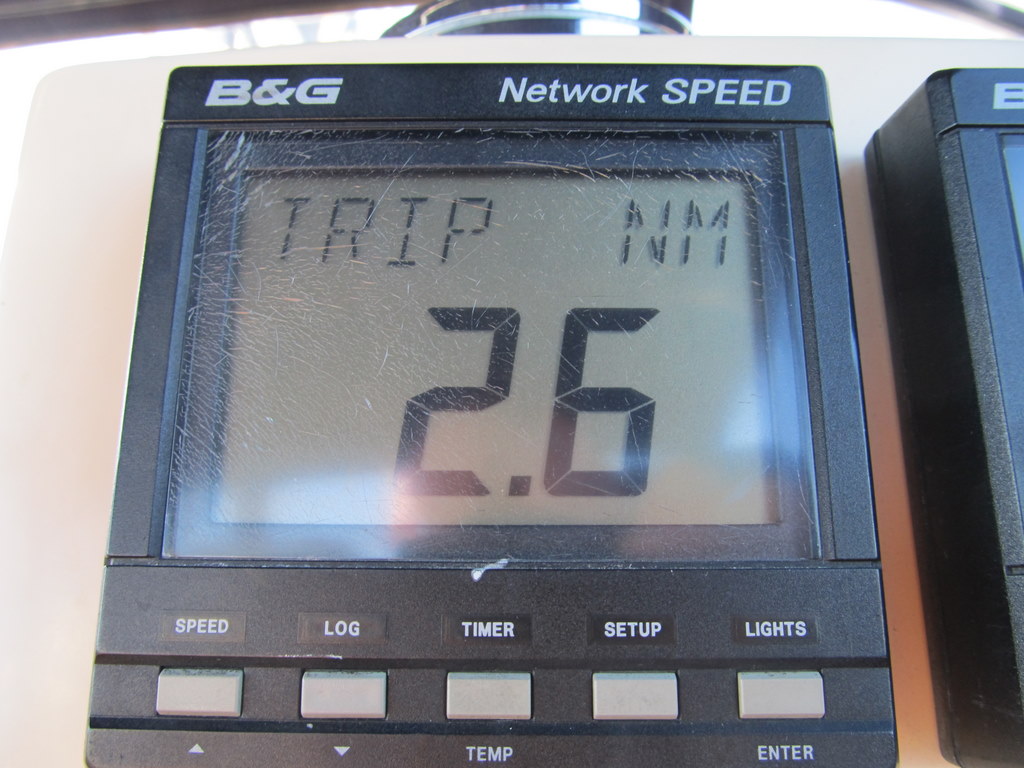 B&G Network SPEED
TRIP NM
2.6
SPEED LOG TIMER SETUP LIGHTS
TEMP ENTER